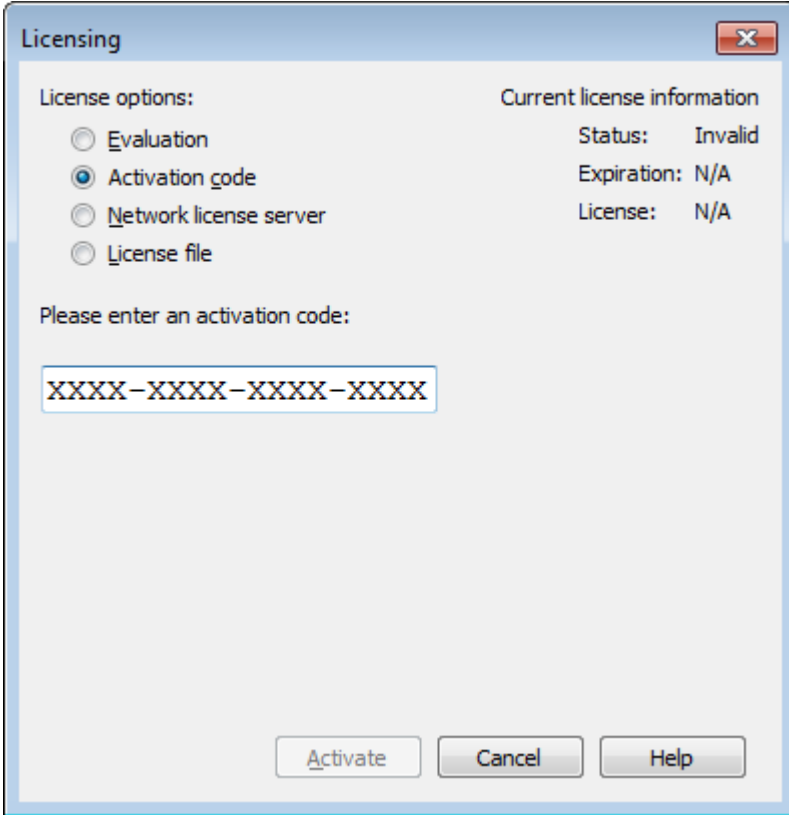 Licensing
License options:
Evaluation
Activation code
Network license server
License file
Current license information
Status: Invalid
Expiration: N/A
License: N/A
Please enter an activation code:
XXXX-XXXX-XXXX-XXXX
Activate Cancel Help